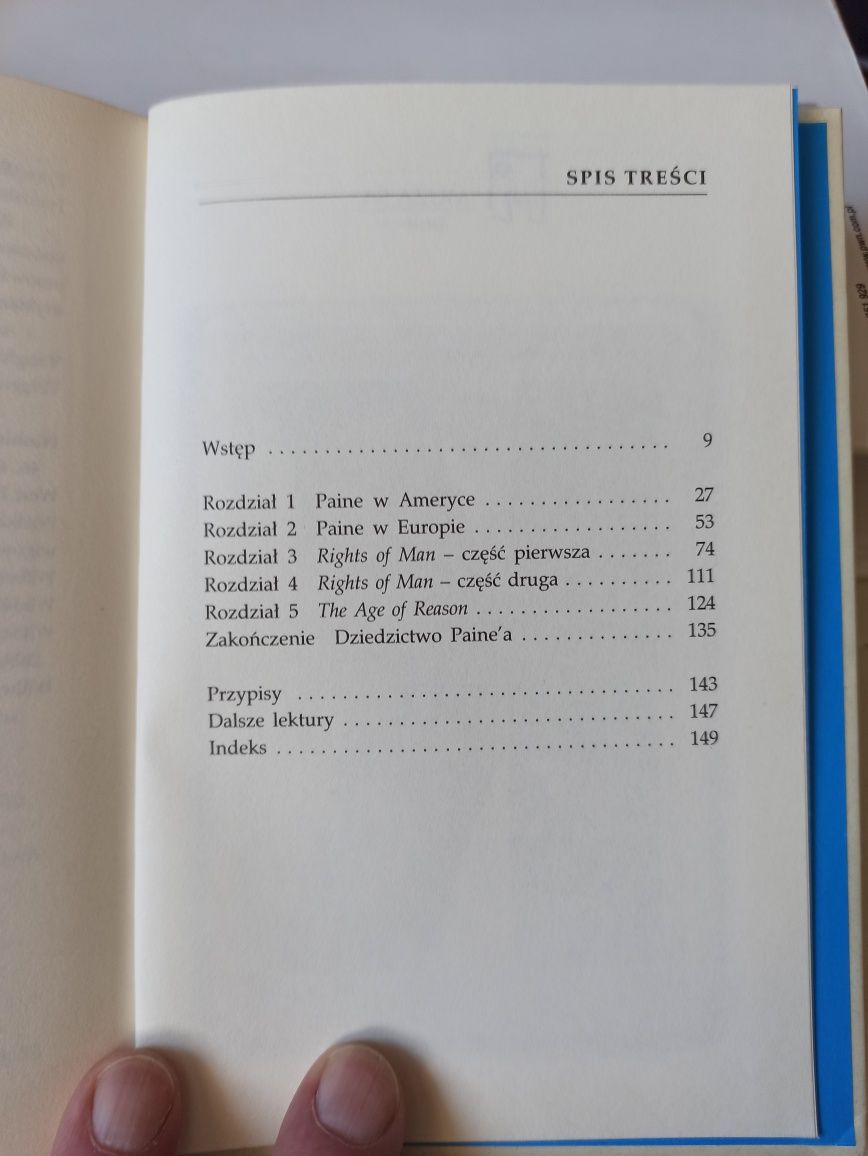 SPIS TREŚCI
Wstęp . . . . . . . . . . . . . . . . . . . . . . . . . . . . . . . . . . . . 9
Rozdział 1 Paine w Ameryce . . . . . . . . . . . . . . . . . 27
Rozdział 2 Paine w Europie . . . . . . . . . . . . . . . . . . 53
Rozdział 3 Rights of Man – część pierwsza . . . . . . . 74
Rozdział 4 Rights of Man – część druga . . . . . . . . . . 111
Rozdział 5 The Age of Reason . . . . . . . . . . . . . . . . . . 124
Zakończenie Dziedzictwo Paine'a . . . . . . . . . . . . . . 135
Przypisy . . . . . . . . . . . . . . . . . . . . . . . . . . . . . . . . . . 143
Dalsze lektury . . . . . . . . . . . . . . . . . . . . . . . . . . . . . . 147
Indeks . . . . . . . . . . . . . . . . . . . . . . . . . . . . . . . . . . . . 149